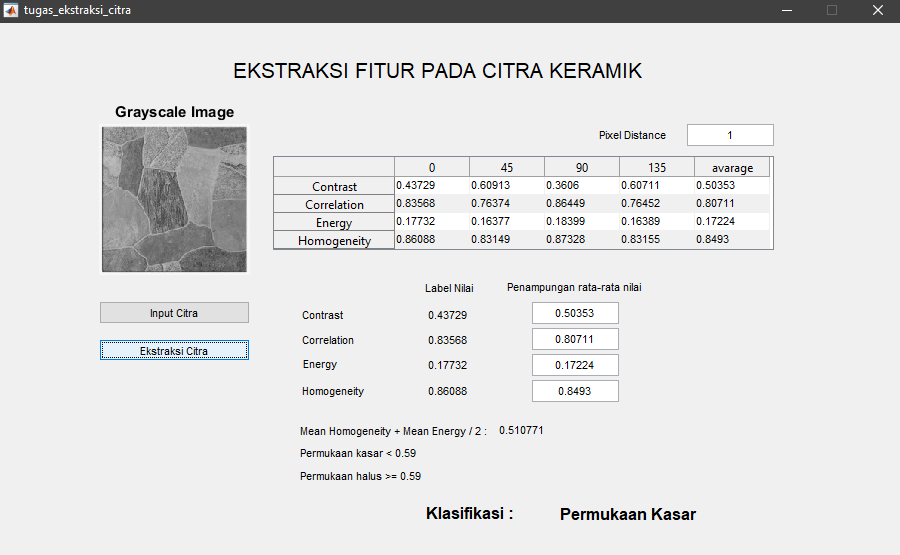 tugas_ekstraksi_citra
EKSTRAKSI FITUR PADA CITRA KERAMIK
Grayscale Image
Pixel Distance 1
0 45 90 135 avarage
Contrast 0.43729 0.60913 0.3606 0.60711 0.50353
Correlation 0.83568 0.76374 0.86449 0.76452 0.80711
Energy 0.17732 0.16377 0.18399 0.16389 0.17224
Homogeneity 0.86088 0.83149 0.87328 0.83155 0.8493
Label Nilai Penampungan rata-rata nilai
Input Citra
Contrast 0.43729 0.50353
Ekstraksi Citra
Correlation 0.83568 0.80711
Energy 0.17732 0.17224
Homogeneity 0.86088 0.8493
Mean Homogeneity + Mean Energy / 2 : 0.510771
Permukaan kasar < 0.59
Permukaan halus >= 0.59
Klasifikasi : Permukaan Kasar